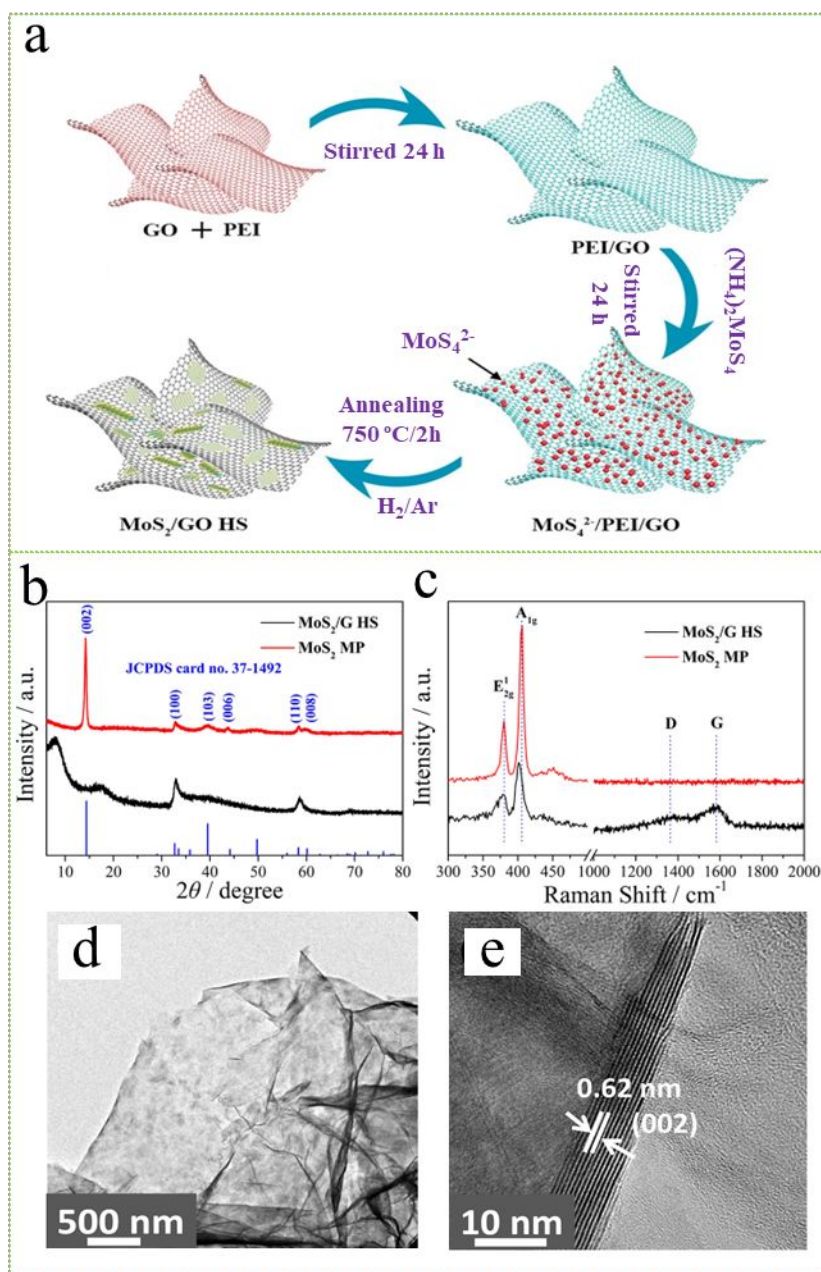 a
Stirred 24 h
GO + PEI
PEI/GO
(NH₄)₂MoS₄
Stirred
24 h
MoS₄²⁻
Annealing
750 ºC/2h
H₂/Ar
MoS₂/GO HS
MoS₄²⁻/PEI/GO
b
(002)
MoS₂/G HS
MoS₂ MP
JCPDS card no. 37-1492
(100)
(103)
(006)
(110)
(008)
Intensity / a.u.
10 20 30 40 50 60 70 80
2θ / degree
c
A₁g
MoS₂/G HS
MoS₂ MP
E¹₂g
D
G
Intensity / a.u.
300 400 1000 1200 1400 1600 1800 2000
Raman Shift / cm⁻¹
d
500 nm
e
0.62 nm
(002)
10 nm